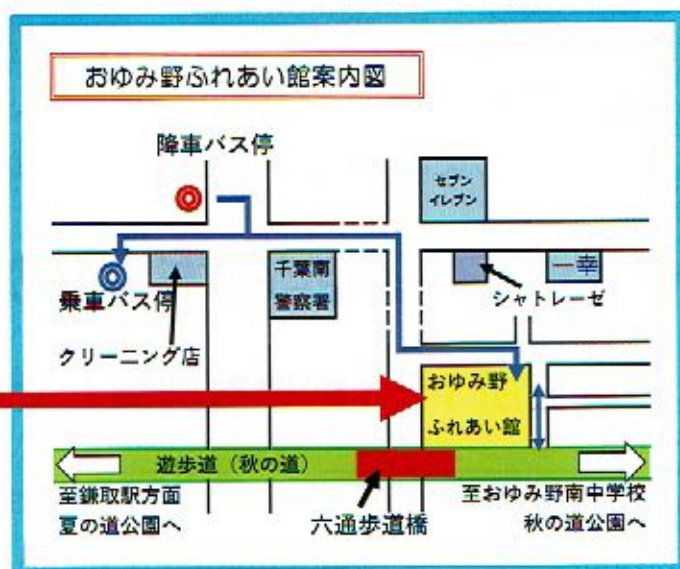 おゆみ野ふれあい館案内図
降車バス停
セブン
イレブン
千葉南
警察署
一幸
シャトレーゼ
乗車バス停
クリーニング店
おゆみ野
ふれあい館
遊歩道（秋の道）
至鎌取駅方面
夏の道公園へ
六通歩道橋
至おゆみ野南中学校
秋の道公園へ